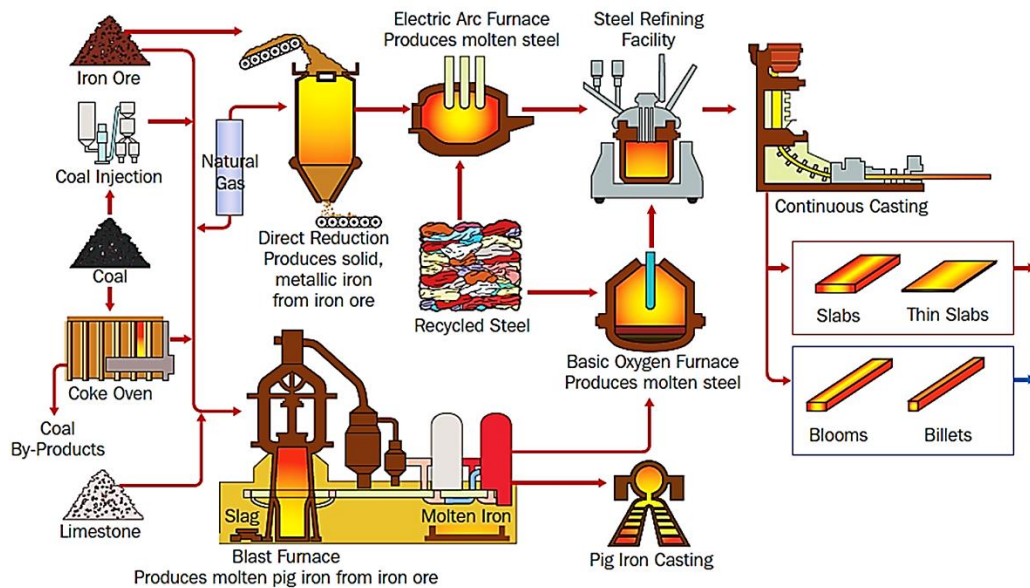 Iron Ore
Coal Injection
Coal
Coke Oven
Coal
By-Products
Limestone
Natural
Gas
Direct Reduction
Produces solid,
metallic iron
from iron ore
Electric Arc Furnace
Produces molten steel
Recycled Steel
Steel Refining
Facility
Basic Oxygen Furnace
Produces molten steel
Slag
Molten Iron
Blast Furnace
Produces molten pig iron from iron ore
Pig Iron Casting
Continuous Casting
Slabs
Thin Slabs
Blooms
Billets